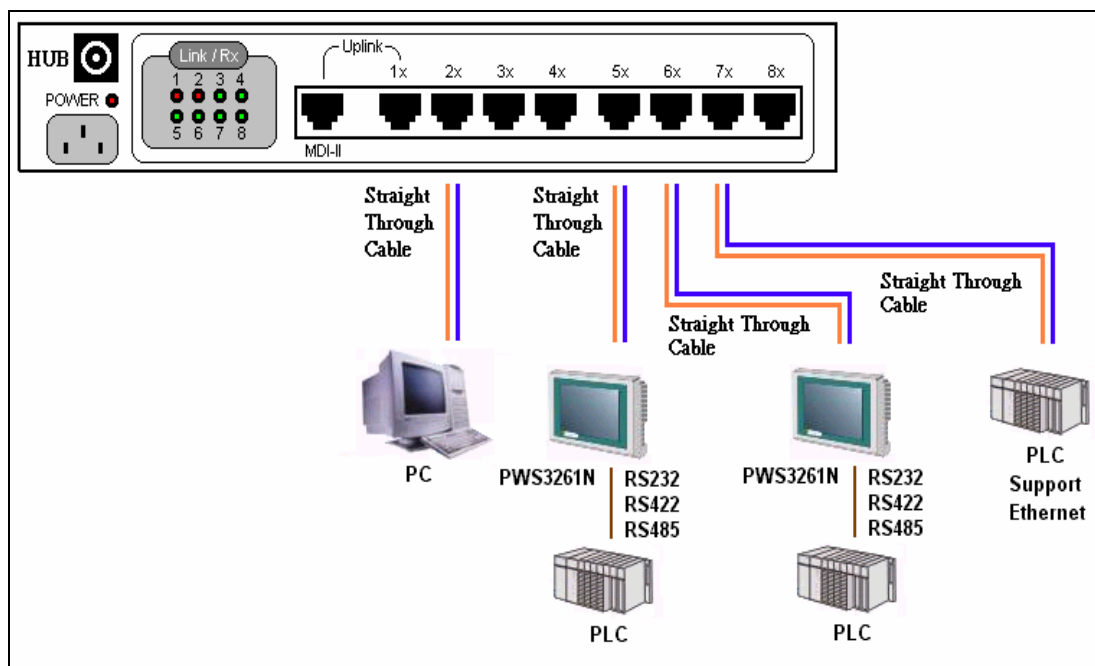 HUB
Link / Rx
1 2 3 4
5 6 7 8
POWER
Uplink
1x 2x 3x 4x 5x 6x 7x 8x
MDI-II
Straight
Through
Cable
Straight
Through
Cable
Straight Through
Cable
Straight Through
Cable
PC
PWS3261N
RS232
RS422
RS485
PLC
PWS3261N
RS232
RS422
RS485
PLC
PLC
Support
Ethernet